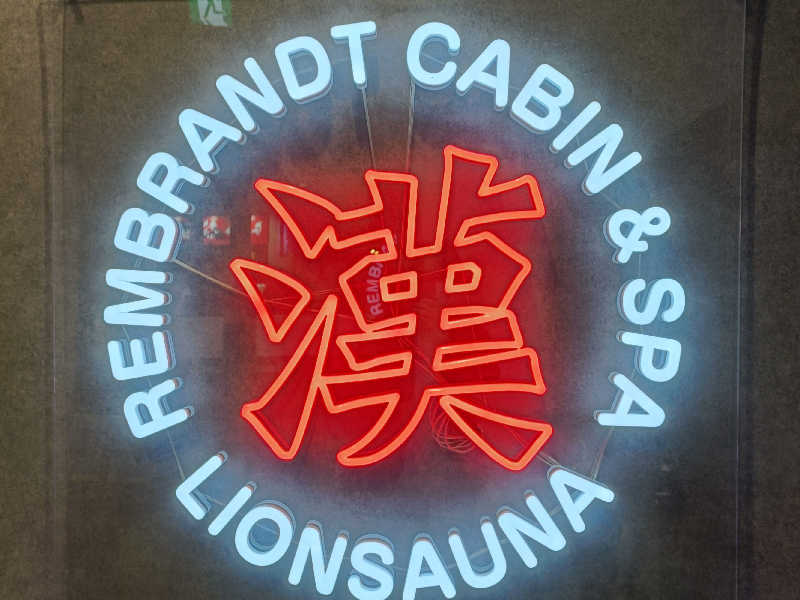 REMBRANDT CABIN & SPA
漢
LIONSAUNA